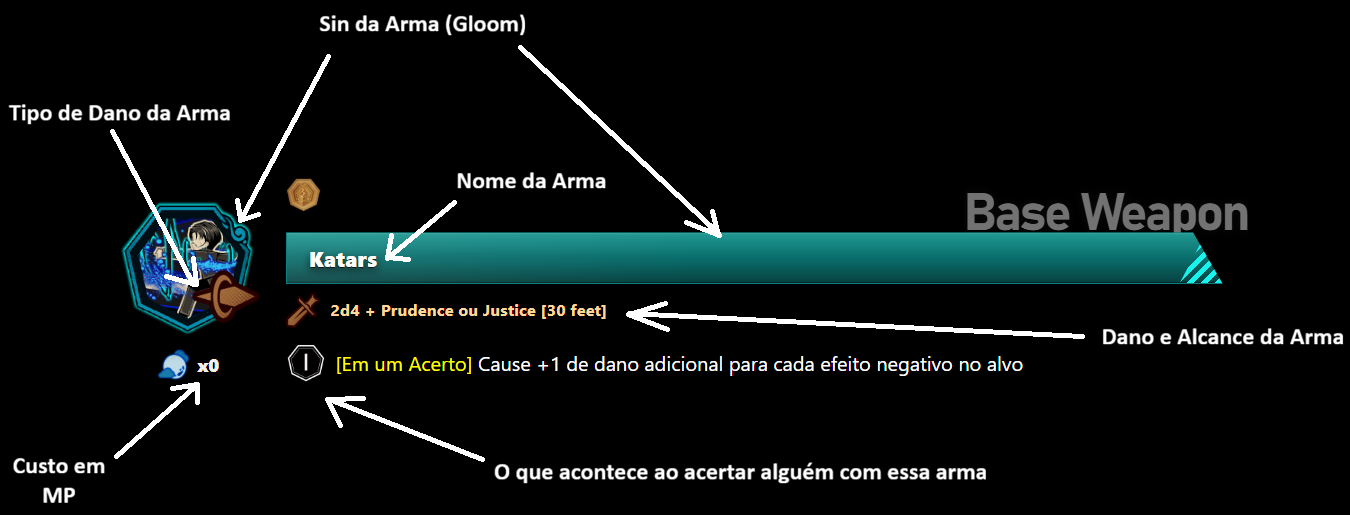 Sin da Arma (Gloom)
Tipo de Dano da Arma
Nome da Arma
Base Weapon
Katars
2d4 + Prudence ou Justice [30 feet]
Dano e Alcance da Arma
x0
I
[Em um Acerto] Cause +1 de dano adicional para cada efeito negativo no alvo
Custo em
MP
O que acontece ao acertar alguém com essa arma